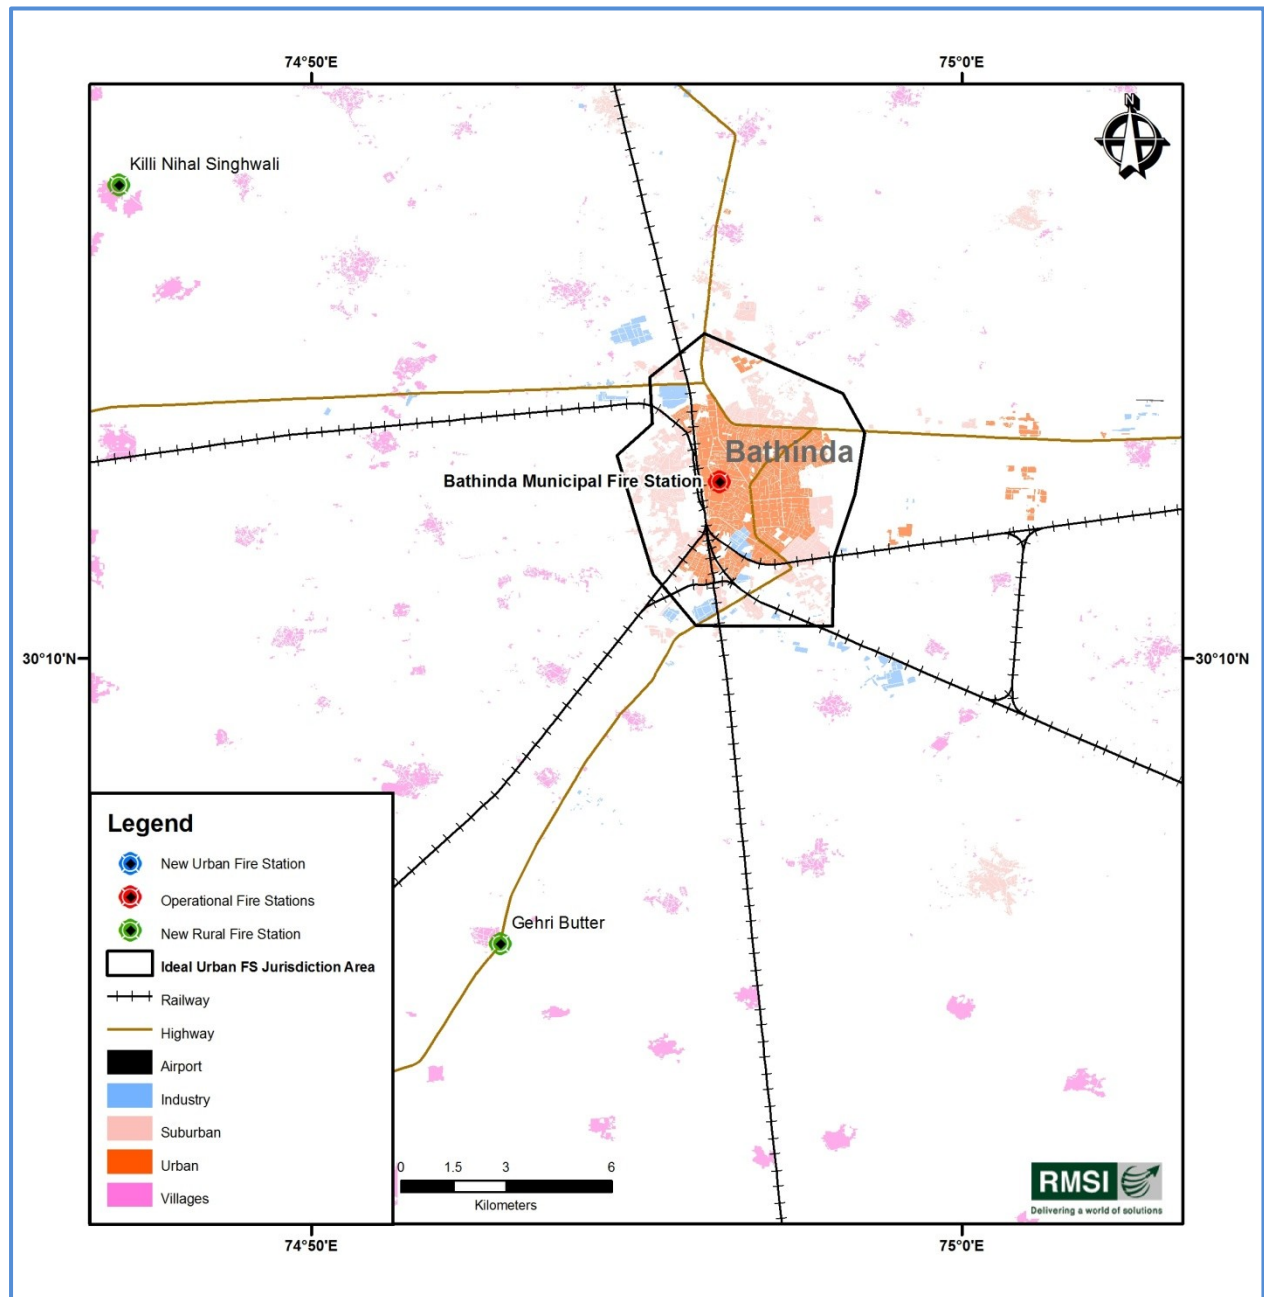 74°50'E
75°0'E
N
Killi Nihal Singhwali
Bathinda
Bathinda Municipal Fire Station
30°10'N
30°10'N
Legend
New Urban Fire Station
Operational Fire Stations
New Rural Fire Station
Ideal Urban FS Jurisdiction Area
Railway
Highway
Airport
Industry
Suburban
Urban
Villages
Gehri Butter
0 1.5 3 6
Kilometers
RMSI
Delivering a world of solutions
74°50'E
75°0'E